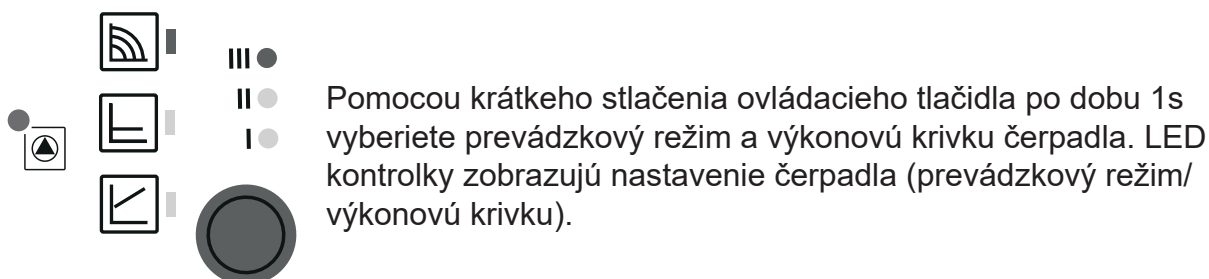 III
II
I
Pomocou krátkeho stlačenia ovládacieho tlačidla po dobu 1s
vyberiete prevádzkový režim a výkonovú krivku čerpadla. LED
kontrolky zobrazujú nastavenie čerpadla (prevádzkový režim/
výkonovú krivku).